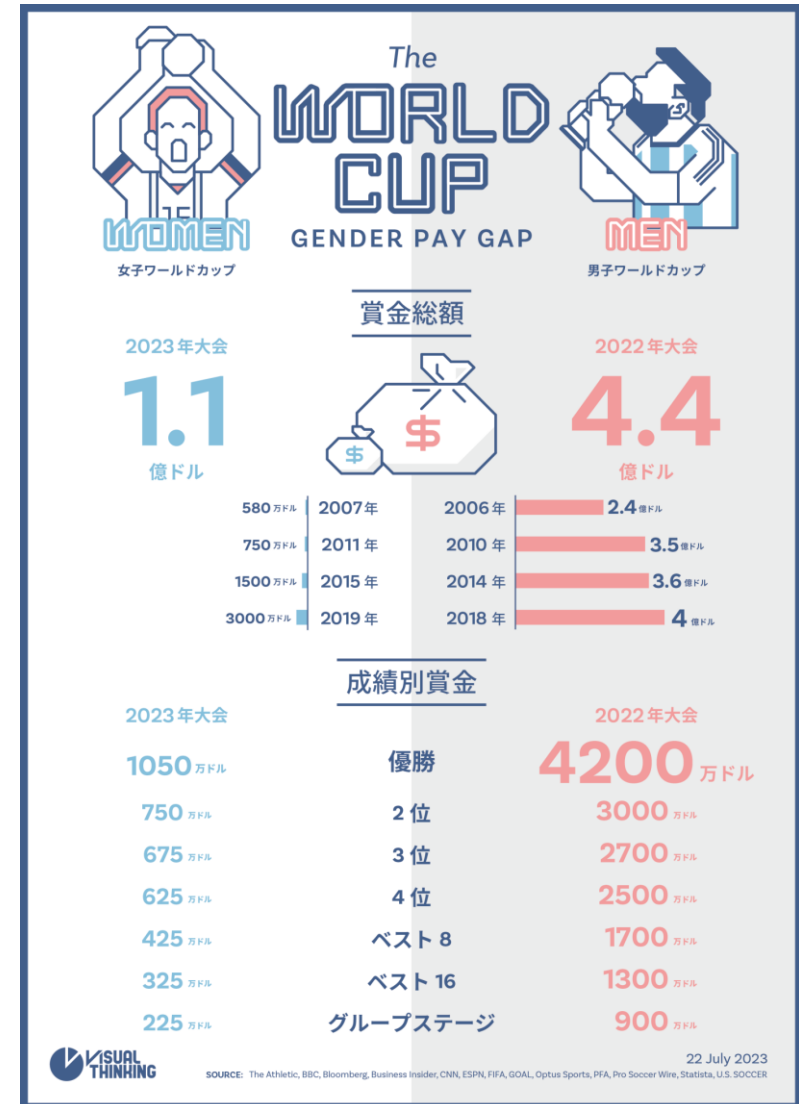 The
WORLD
CUP
GENDER PAY GAP
WOMEN
女子ワールドカップ
MEN
男子ワールドカップ
賞金総額
2023年大会
1.1
億ドル
2022年大会
4.4
億ドル
$
$
580万ドル 2007年 2006年 2.4億ドル
750万ドル 2011年 2010年 3.5億ドル
1500万ドル 2015年 2014年 3.6億ドル
3000万ドル 2019年 2018年 4億ドル
成績別賞金
2023年大会 2022年大会
1050万ドル 優勝 4200万ドル
750万ドル 2位 3000万ドル
675万ドル 3位 2700万ドル
625万ドル 4位 2500万ドル
425万ドル ベスト8 1700万ドル
325万ドル ベスト16 1300万ドル
225万ドル グループステージ 900万ドル
VISUAL
THINKING
22 July 2023
SOURCE: The Athletic, BBC, Bloomberg, Business Insider, CNN, ESPN, FIFA, GOAL, Optus Sports, PFA, Pro Soccer Wire, Statista, U.S. SOCCER